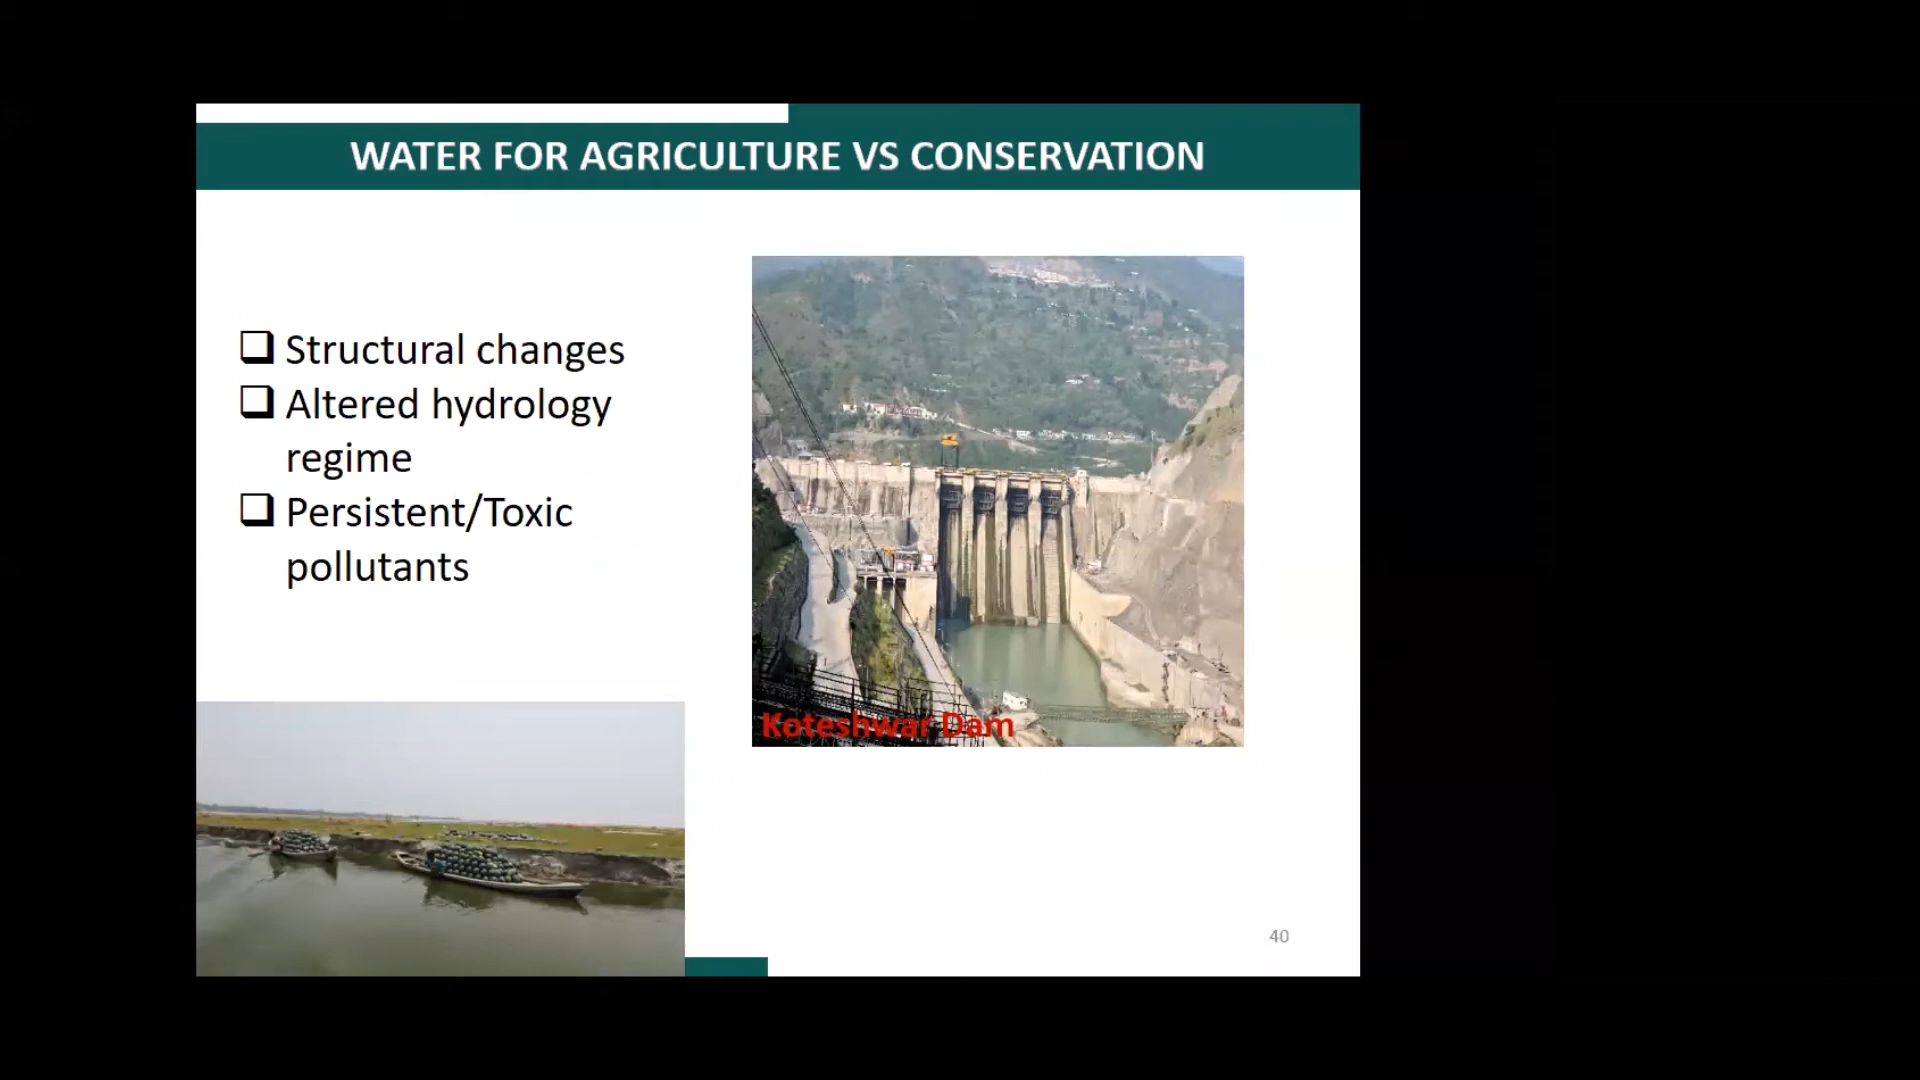 WATER FOR AGRICULTURE VS CONSERVATION
Structural changes
Altered hydrology
regime
Persistent/Toxic
pollutants
Koteshwar Dam
40